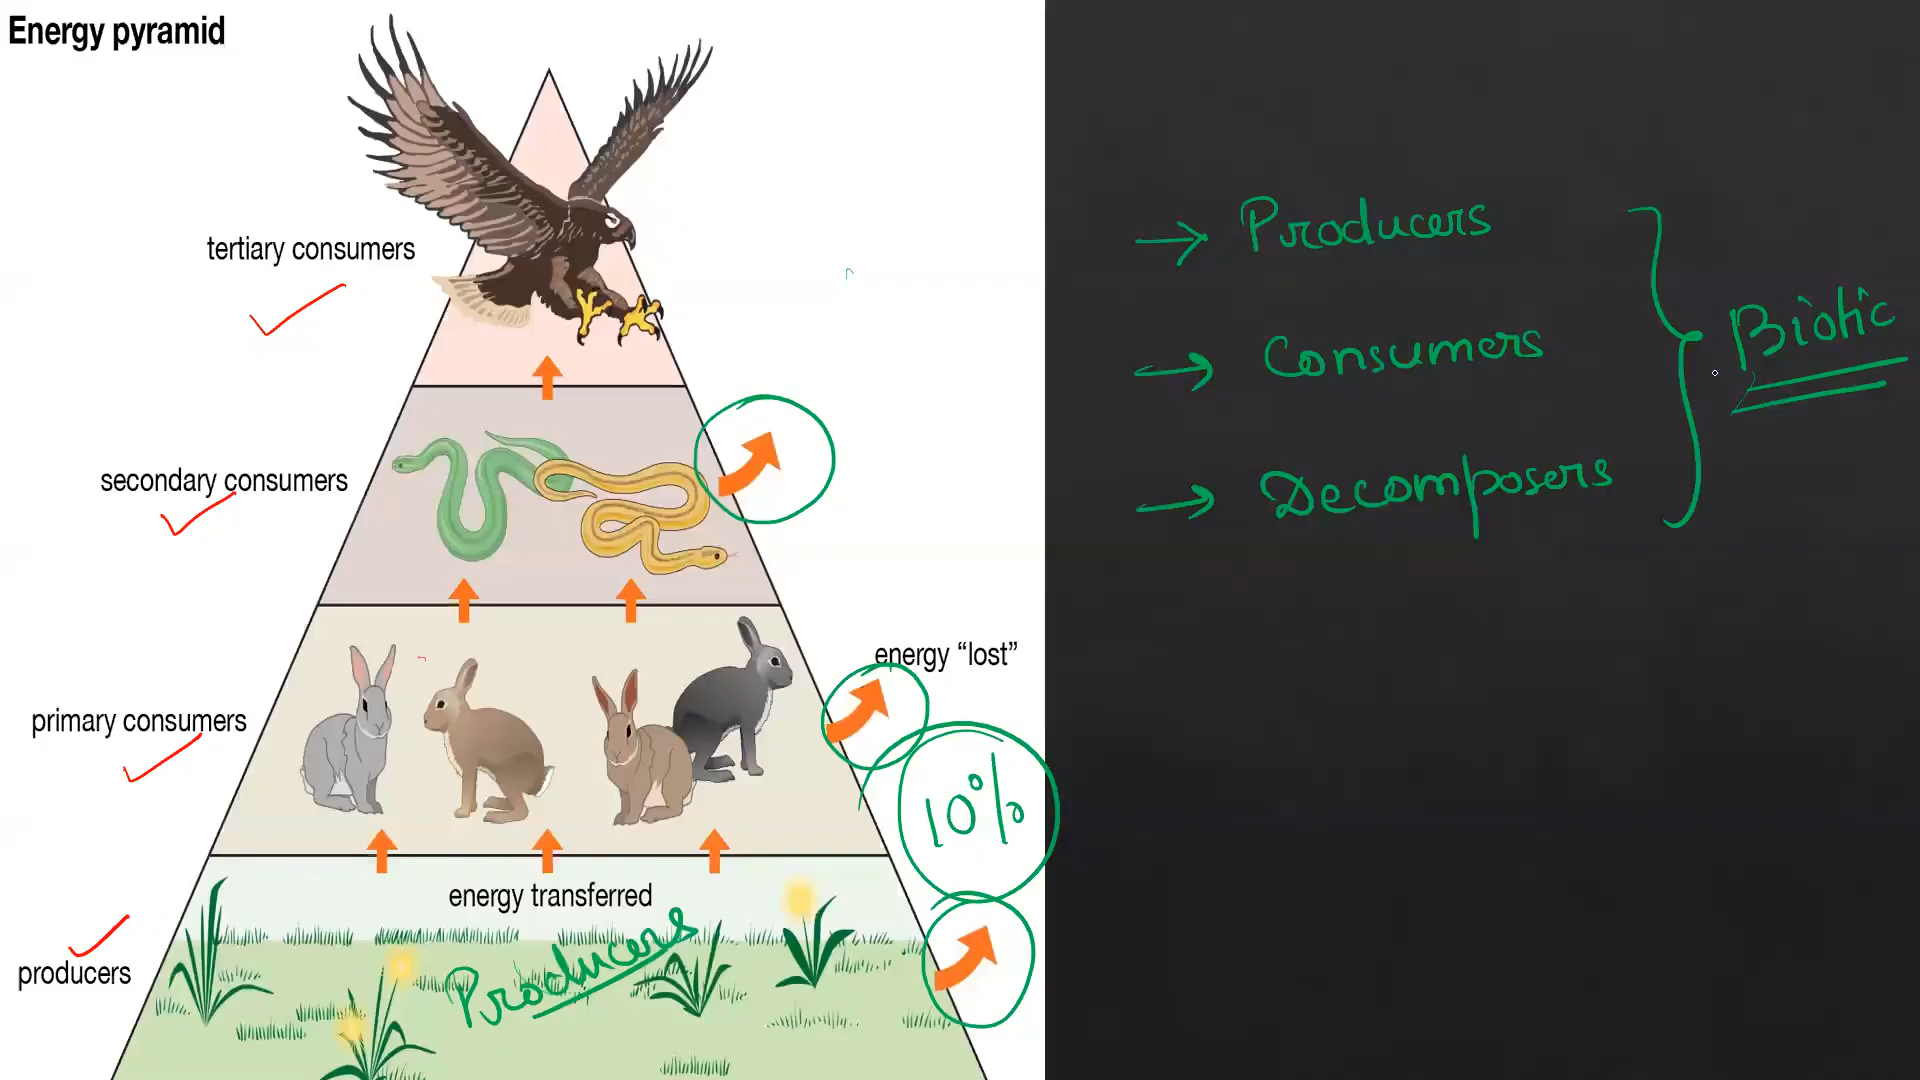 Energy pyramid
tertiary consumers
secondary consumers
energy “lost”
primary consumers
10%
energy transferred
Producers
producers
→ Producers
→ Consumers
→ Decomposers
Biotic